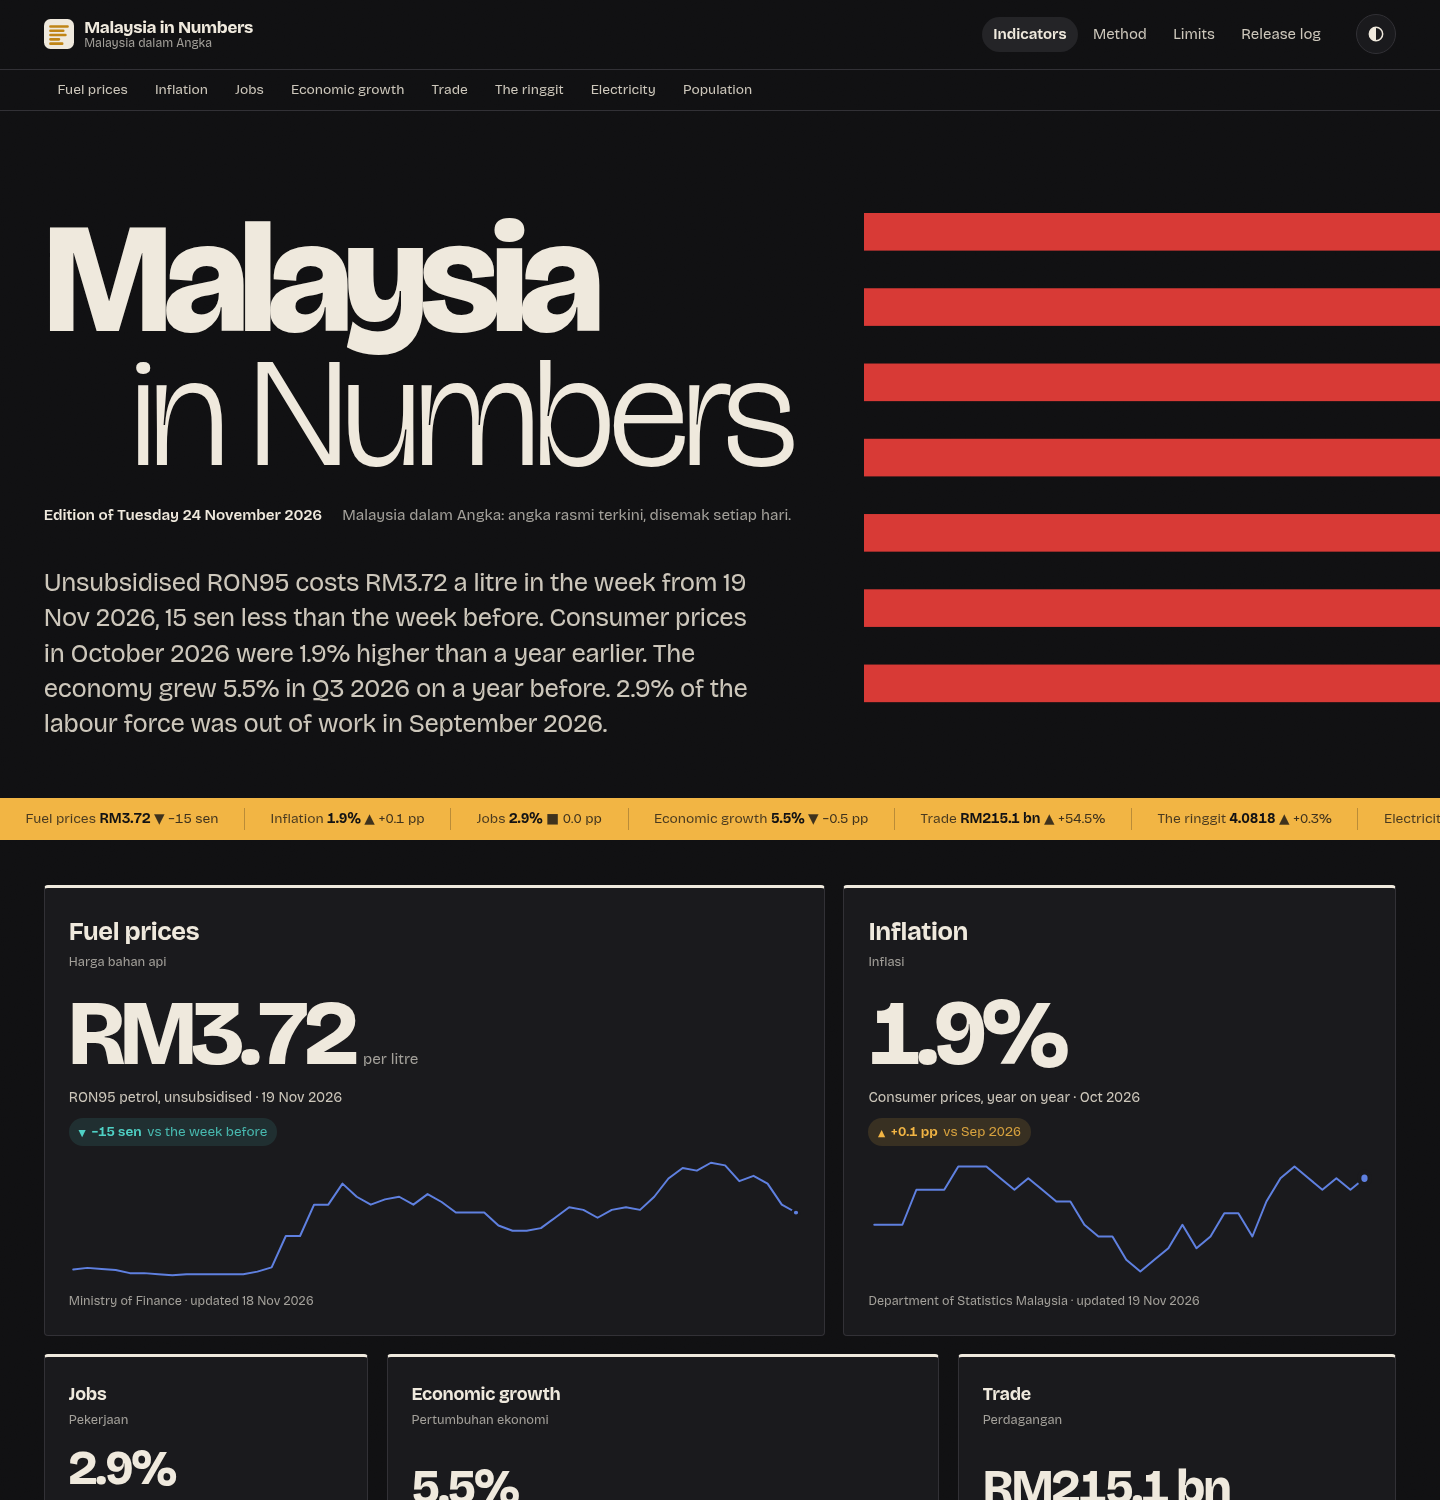 Malaysia in Numbers
Malaysia dalam Angka
Indicators
Method
Limits
Release log
Fuel prices
Inflation
Jobs
Economic growth
Trade
The ringgit
Electricity
Population
Malaysia
in Numbers
Edition of Tuesday 24 November 2026
Malaysia dalam Angka: angka rasmi terkini, disemak setiap hari.
Unsubsidised RON95 costs RM3.72 a litre in the week from 19
Nov 2026, 15 sen less than the week before. Consumer prices
in October 2026 were 1.9% higher than a year earlier. The
economy grew 5.5% in Q3 2026 on a year before. 2.9% of the
labour force was out of work in September 2026.
Fuel prices RM3.72 ▼ −15 sen
Inflation 1.9% ▲ +0.1 pp
Jobs 2.9% ■ 0.0 pp
Economic growth 5.5% ▼ −0.5 pp
Trade RM215.1 bn ▲ +54.5%
The ringgit 4.0818 ▲ +0.3%
Electricit
Fuel prices
Harga bahan api
RM3.72 per litre
RON95 petrol, unsubsidised · 19 Nov 2026
▼ −15 sen vs the week before
Ministry of Finance · updated 18 Nov 2026
Inflation
Inflasi
1.9%
Consumer prices, year on year · Oct 2026
▲ +0.1 pp vs Sep 2026
Department of Statistics Malaysia · updated 19 Nov 2026
Jobs
Pekerjaan
2.9%
Economic growth
Pertumbuhan ekonomi
5.5%
Trade
Perdagangan
RM215.1 bn